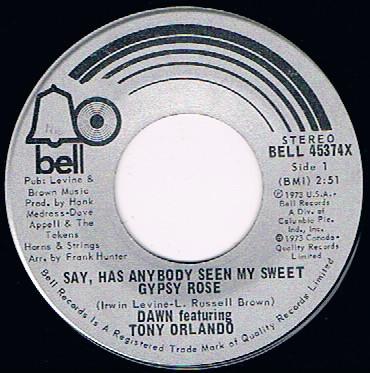 bell
Pub: Levine &
Brown Music
Prod. by Hank
Medress-Dave
Appell & The
Tokens
Horns & Strings
Arr. by Frank Hunter
STEREO
BELL 45374X
Side 1
(BMI) 2:51
℗ 1973 U.S.A.-
Bell Records
A Div. of
Columbia Pic.
Ind., Inc.
© 1973 Canada-
Quality Records
Limited
SAY, HAS ANYBODY SEEN MY SWEET
GYPSY ROSE
(Irwin Levine-L. Russell Brown)
DAWN featuring
TONY ORLANDO
Bell Records Is A Registered Trade Mark of Quality Records Limited